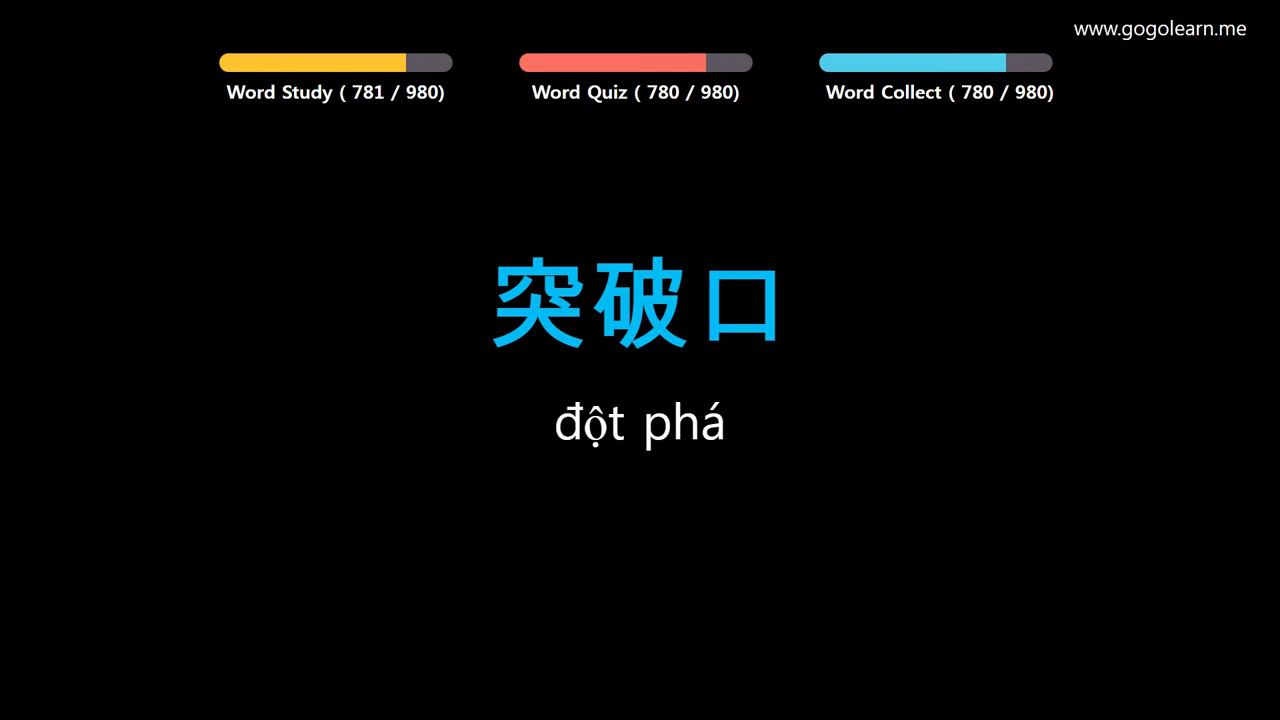 www.gogolearn.me
Word Study ( 781 / 980)
Word Quiz ( 780 / 980)
Word Collect ( 780 / 980)
突破口
đột phá